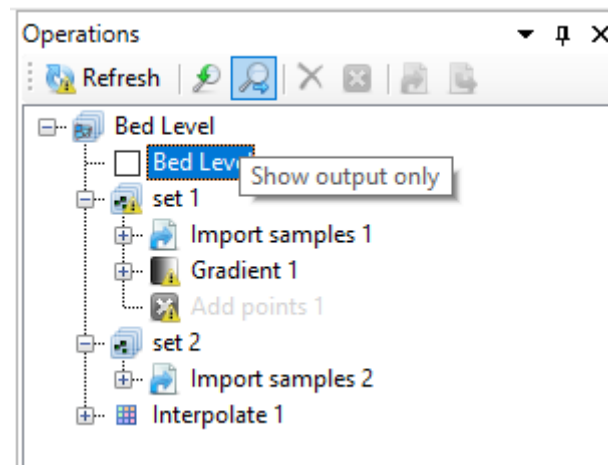 Operations
Refresh
Bed Level
Bed Lev
Show output only
set 1
Import samples 1
Gradient 1
Add points 1
set 2
Import samples 2
Interpolate 1